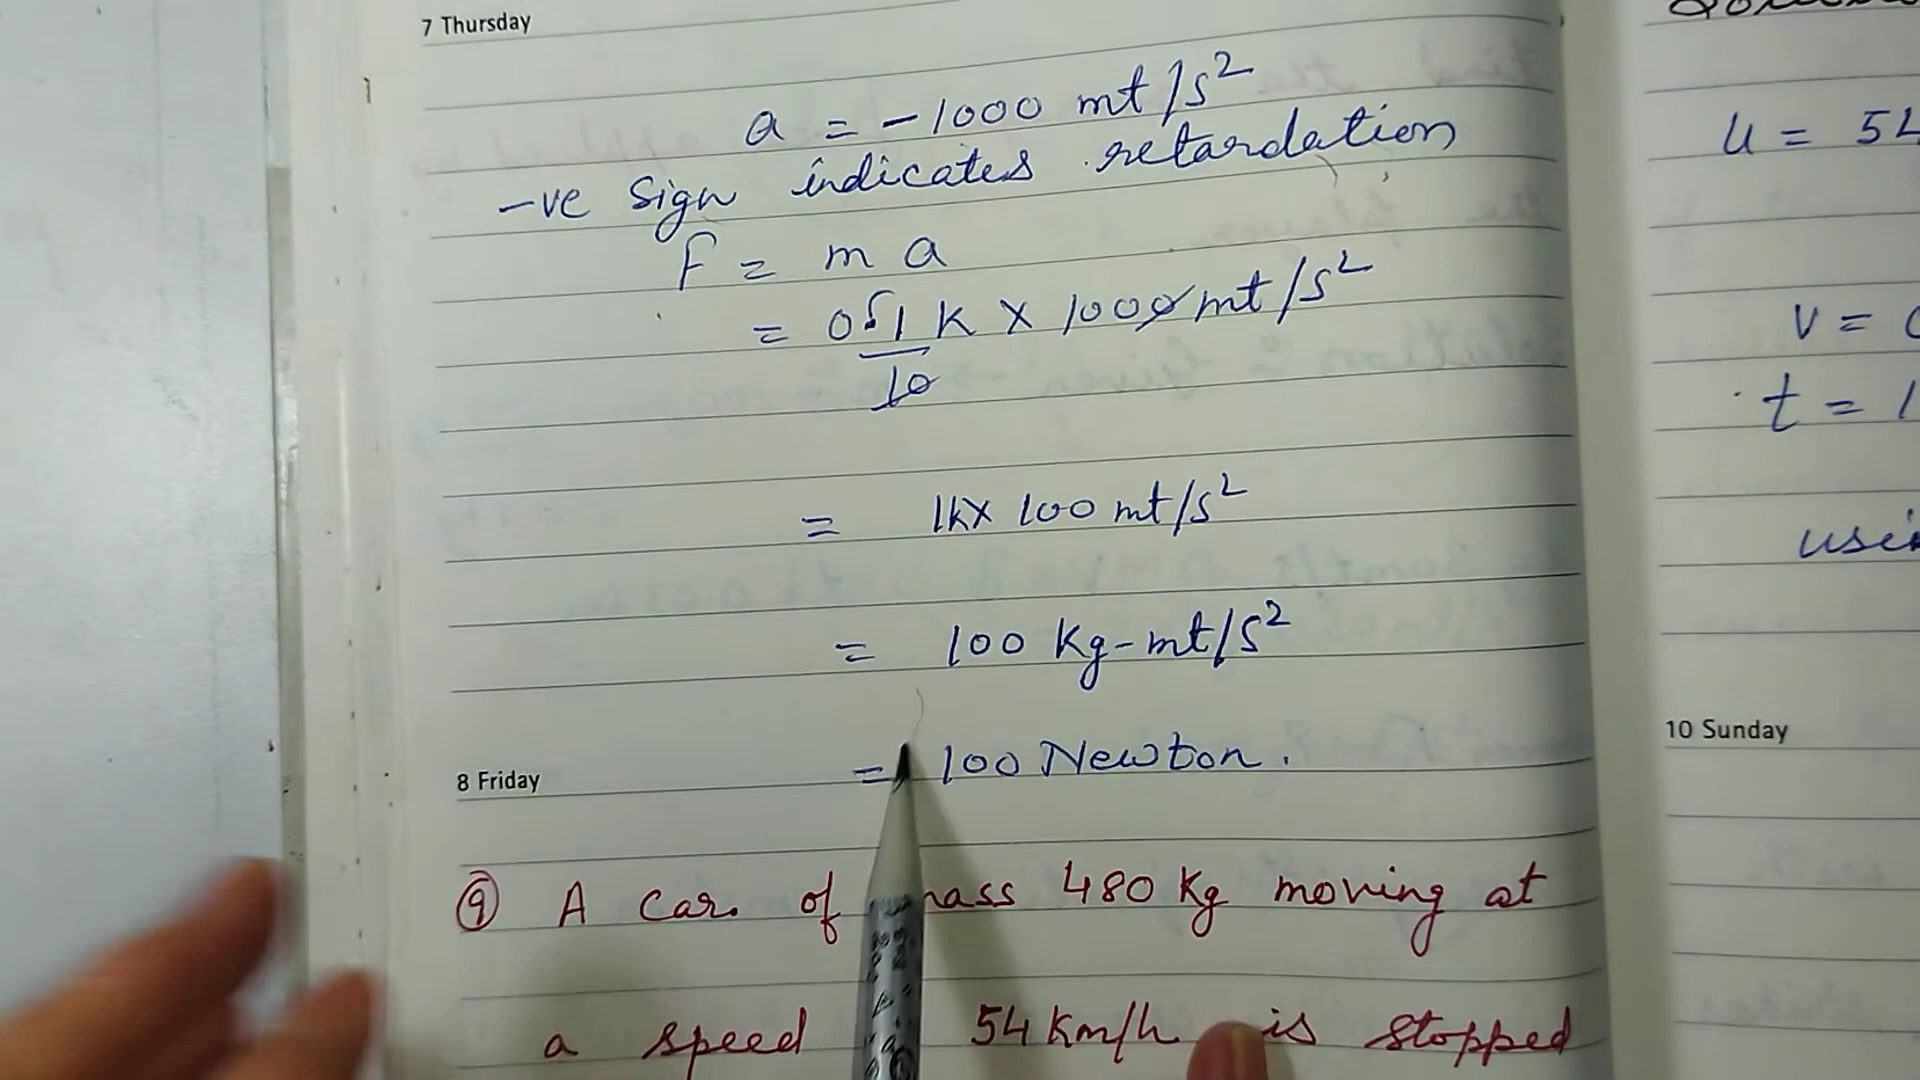 7 Thursday
a = -1000 mt/s²
-ve Sign indicates retardation
F = m a
= 0.1 k x 1000 mt/s²
10
= 1kx 100 mt/s²
= 100 Kg-mt/s²
= 100 Newton.
8 Friday
9 A car of mass 480 Kg moving at
a speed 54 Km/h is stopped
U = 54
V =
t = 1
10 Sunday